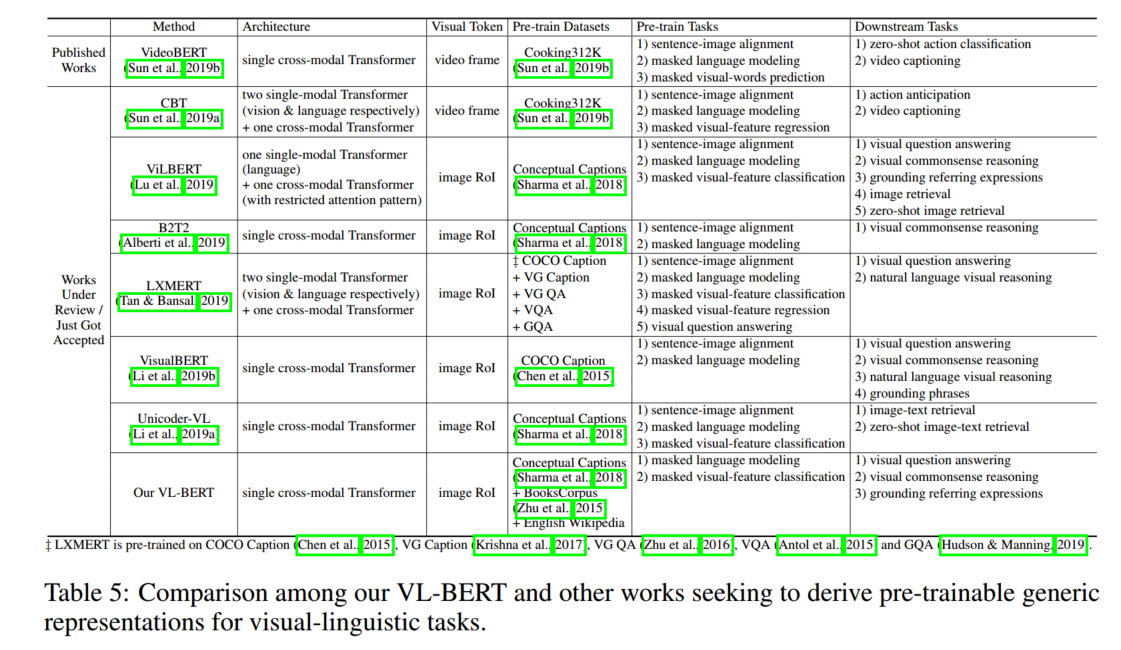 Method Architecture Visual Token Pre-train Datasets Pre-train Tasks Downstream Tasks
Published Works
VideoBERT
(Sun et al., 2019b)
single cross-modal Transformer
video frame
Cooking312K
(Sun et al., 2019b)
1) sentence-image alignment
2) masked language modeling
3) masked visual-words prediction
1) zero-shot action classification
2) video captioning
Works
Under
Review /
Just Got
Accepted
CBT
(Sun et al., 2019a)
two single-modal Transformer
(vision & language respectively)
+ one cross-modal Transformer
video frame
Cooking312K
(Sun et al., 2019b)
1) sentence-image alignment
2) masked language modeling
3) masked visual-feature regression
1) action anticipation
2) video captioning
ViLBERT
(Lu et al., 2019)
one single-modal Transformer
(language)
+ one cross-modal Transformer
(with restricted attention pattern)
image RoI
Conceptual Captions
(Sharma et al., 2018)
1) sentence-image alignment
2) masked language modeling
3) masked visual-feature classification
1) visual question answering
2) visual commonsense reasoning
3) grounding referring expressions
4) image retrieval
5) zero-shot image retrieval
B2T2
(Alberti et al., 2019)
single cross-modal Transformer
image RoI
Conceptual Captions
(Sharma et al., 2018)
1) sentence-image alignment
2) masked language modeling
1) visual commonsense reasoning
LXMERT
(Tan & Bansal, 2019)
two single-modal Transformer
(vision & language respectively)
+ one cross-modal Transformer
image RoI
‡ COCO Caption
+ VG Caption
+ VG QA
+ VQA
+ GQA
1) sentence-image alignment
2) masked language modeling
3) masked visual-feature classification
4) masked visual-feature regression
5) visual question answering
1) visual question answering
2) natural language visual reasoning
VisualBERT
(Li et al., 2019b)
single cross-modal Transformer
image RoI
COCO Caption
(Chen et al., 2015)
1) sentence-image alignment
2) masked language modeling
1) visual question answering
2) visual commonsense reasoning
3) natural language visual reasoning
4) grounding phrases
Unicoder-VL
(Li et al., 2019a)
single cross-modal Transformer
image RoI
Conceptual Captions
(Sharma et al., 2018)
1) sentence-image alignment
2) masked language modeling
3) masked visual-feature classification
1) image-text retrieval
2) zero-shot image-text retrieval
Our VL-BERT
single cross-modal Transformer
image RoI
Conceptual Captions
(Sharma et al., 2018)
+ BooksCorpus
(Zhu et al., 2015)
+ English Wikipedia
1) masked language modeling
2) masked visual-feature classification
1) visual question answering
2) visual commonsense reasoning
3) grounding referring expressions
‡ LXMERT is pre-trained on COCO Caption (Chen et al., 2015), VG Caption (Krishna et al., 2017), VG QA (Zhu et al., 2016), VQA (Antol et al., 2015) and GQA (Hudson & Manning, 2019).
Table 5: Comparison among our VL-BERT and other works seeking to derive pre-trainable generic
representations for visual-linguistic tasks.